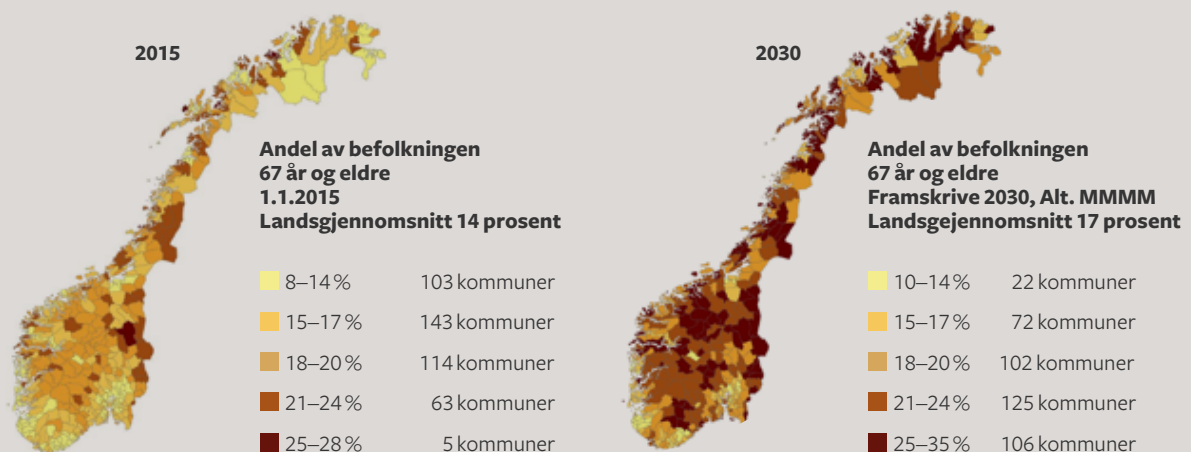 2015
Andel av befolkningen
67 år og eldre
1.1.2015
Landsgjennomsnitt 14 prosent
8–14 % 103 kommuner
15–17 % 143 kommuner
18–20 % 114 kommuner
21–24 % 63 kommuner
25–28 % 5 kommuner
2030
Andel av befolkningen
67 år og eldre
Framskrive 2030, Alt. MMMM
Landsgejennomsnitt 17 prosent
10–14 % 22 kommuner
15–17 % 72 kommuner
18–20 % 102 kommuner
21–24 % 125 kommuner
25–35 % 106 kommuner